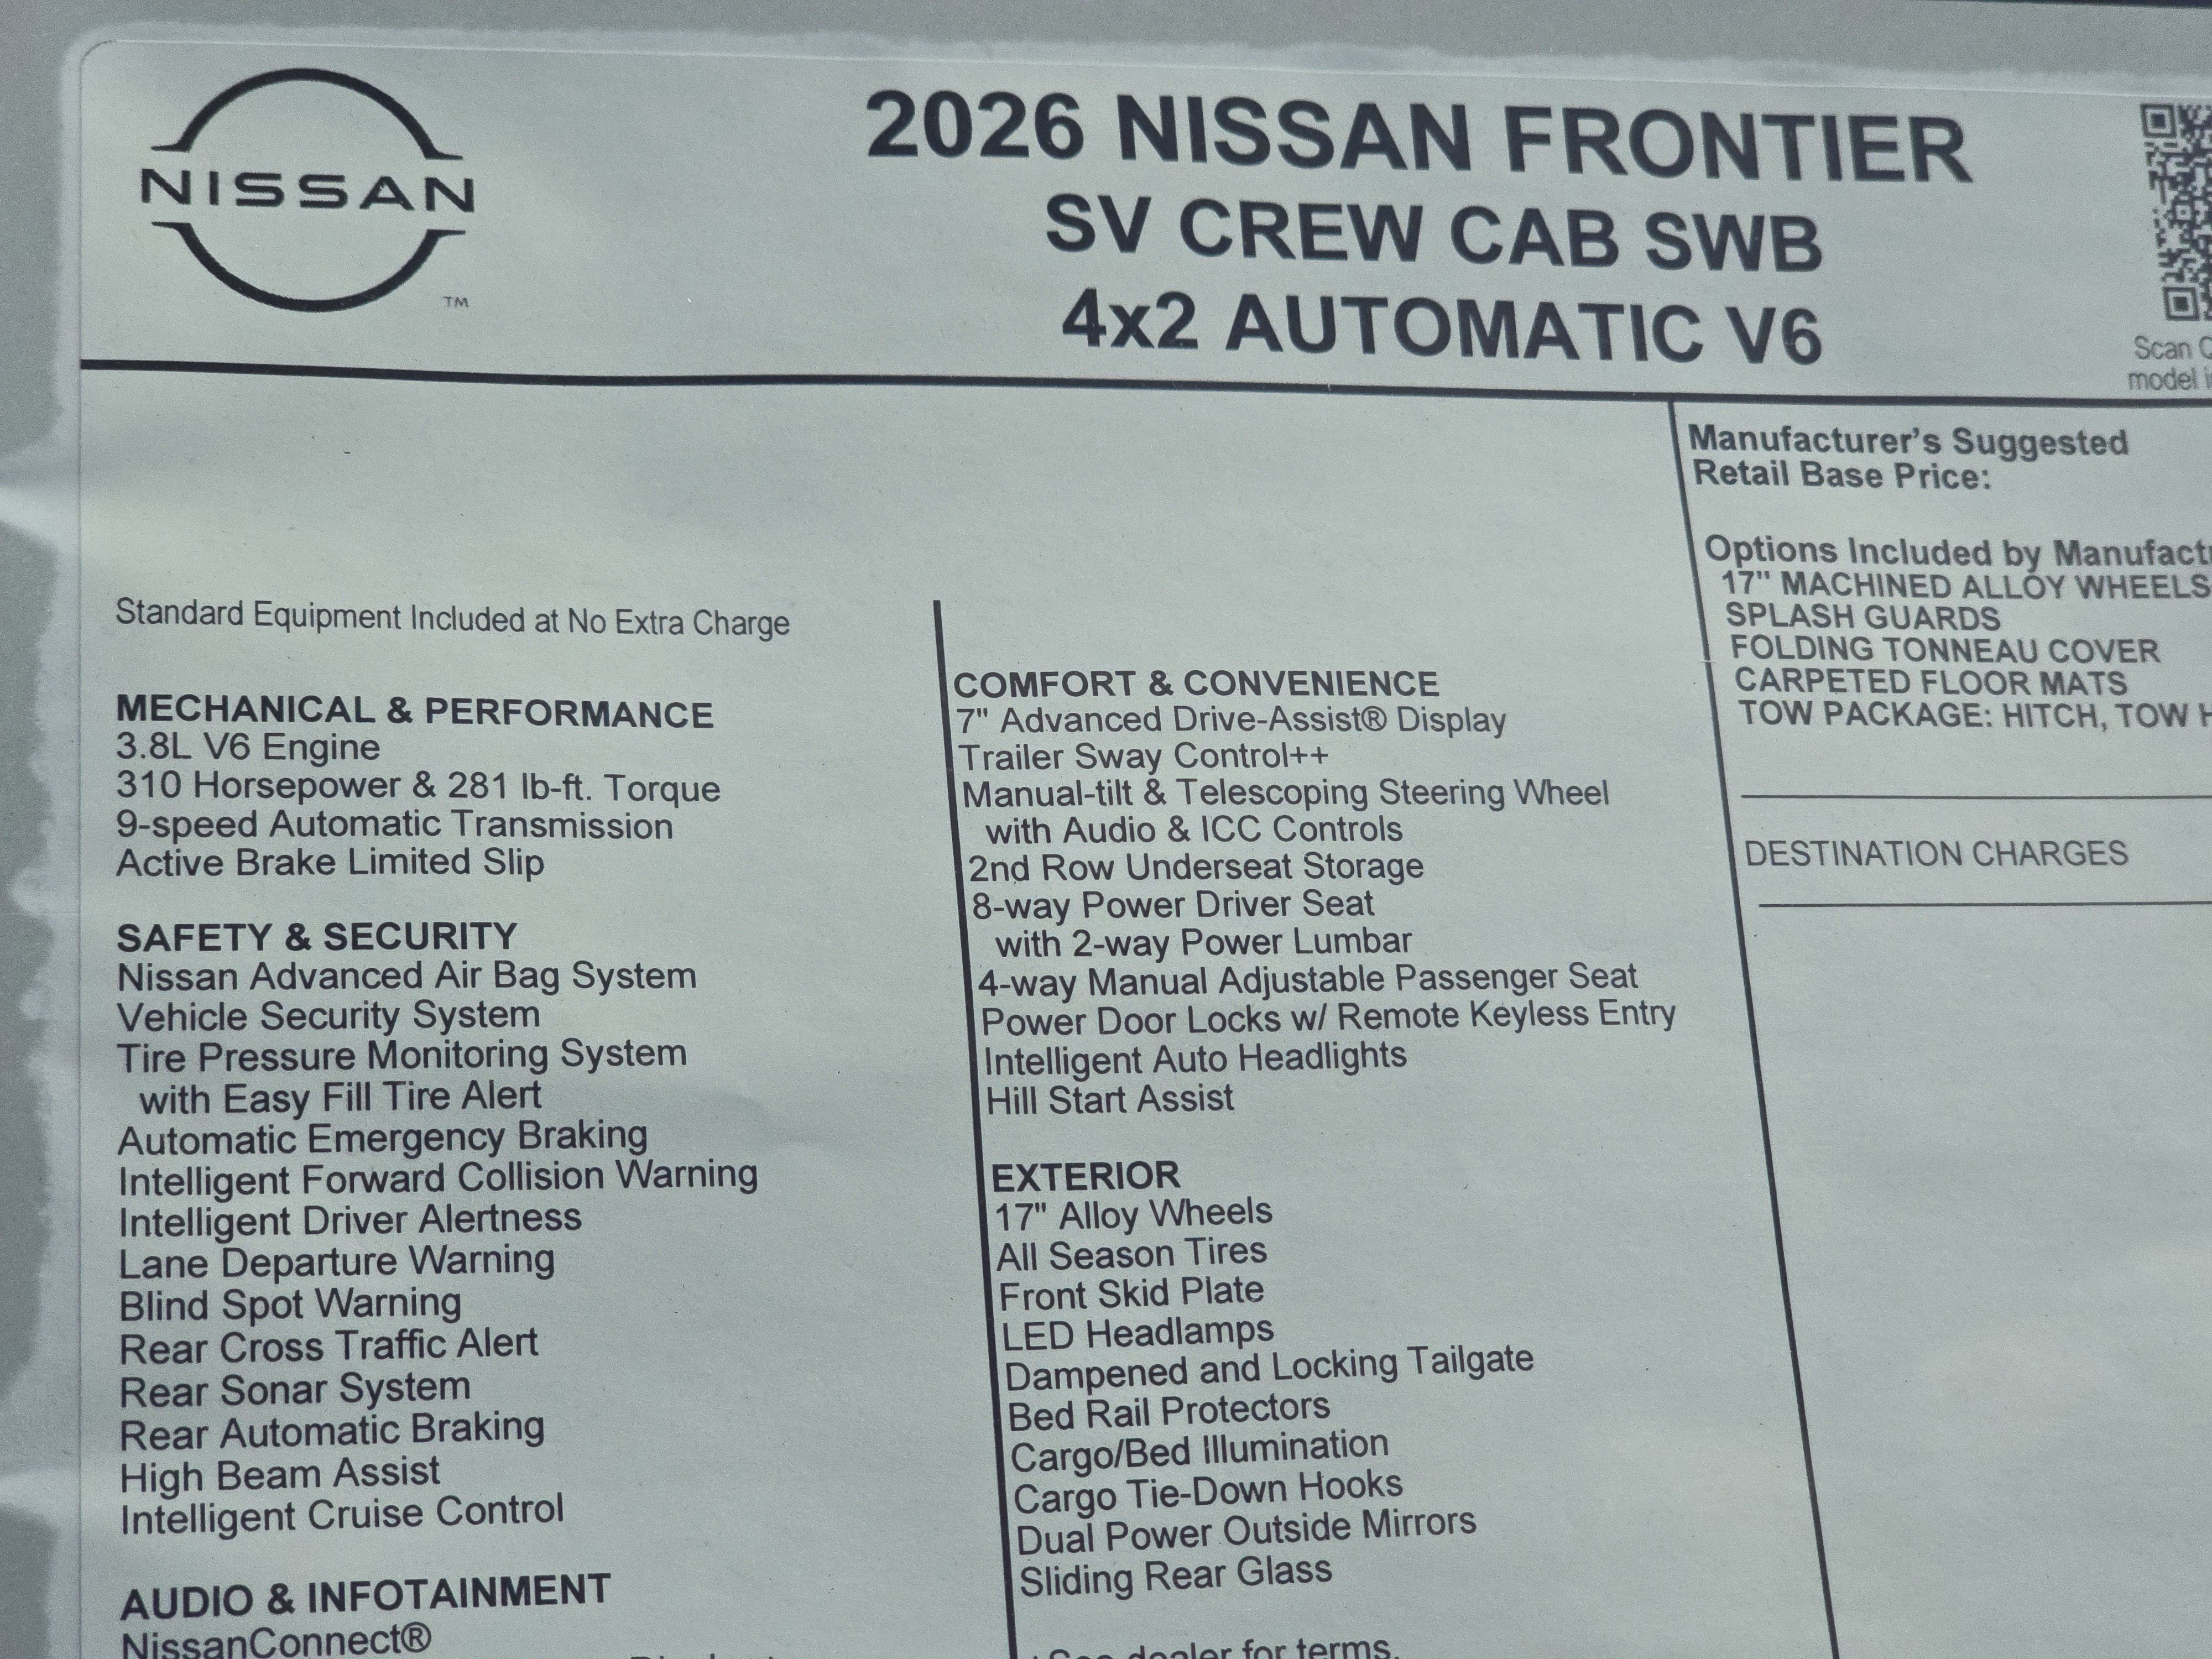 NISSAN
TM
2026 NISSAN FRONTIER
SV CREW CAB SWB
4x2 AUTOMATIC V6
Scan
model
Standard Equipment Included at No Extra Charge
MECHANICAL & PERFORMANCE
3.8L V6 Engine
310 Horsepower & 281 lb-ft. Torque
9-speed Automatic Transmission
Active Brake Limited Slip
SAFETY & SECURITY
Nissan Advanced Air Bag System
Vehicle Security System
Tire Pressure Monitoring System
with Easy Fill Tire Alert
Automatic Emergency Braking
Intelligent Forward Collision Warning
Intelligent Driver Alertness
Lane Departure Warning
Blind Spot Warning
Rear Cross Traffic Alert
Rear Sonar System
Rear Automatic Braking
High Beam Assist
Intelligent Cruise Control
AUDIO & INFOTAINMENT
NissanConnect®
COMFORT & CONVENIENCE
7" Advanced Drive-Assist® Display
Trailer Sway Control++
Manual-tilt & Telescoping Steering Wheel
with Audio & ICC Controls
2nd Row Underseat Storage
8-way Power Driver Seat
with 2-way Power Lumbar
4-way Manual Adjustable Passenger Seat
Power Door Locks w/ Remote Keyless Entry
Intelligent Auto Headlights
Hill Start Assist
EXTERIOR
17" Alloy Wheels
All Season Tires
Front Skid Plate
LED Headlamps
Dampened and Locking Tailgate
Bed Rail Protectors
Cargo/Bed Illumination
Cargo Tie-Down Hooks
Dual Power Outside Mirrors
Sliding Rear Glass
See dealer for terms.
Manufacturer's Suggested
Retail Base Price:
Options Included by Manufact
17" MACHINED ALLOY WHEELS
SPLASH GUARDS
FOLDING TONNEAU COVER
CARPETED FLOOR MATS
TOW PACKAGE: HITCH, TOW H
DESTINATION CHARGES